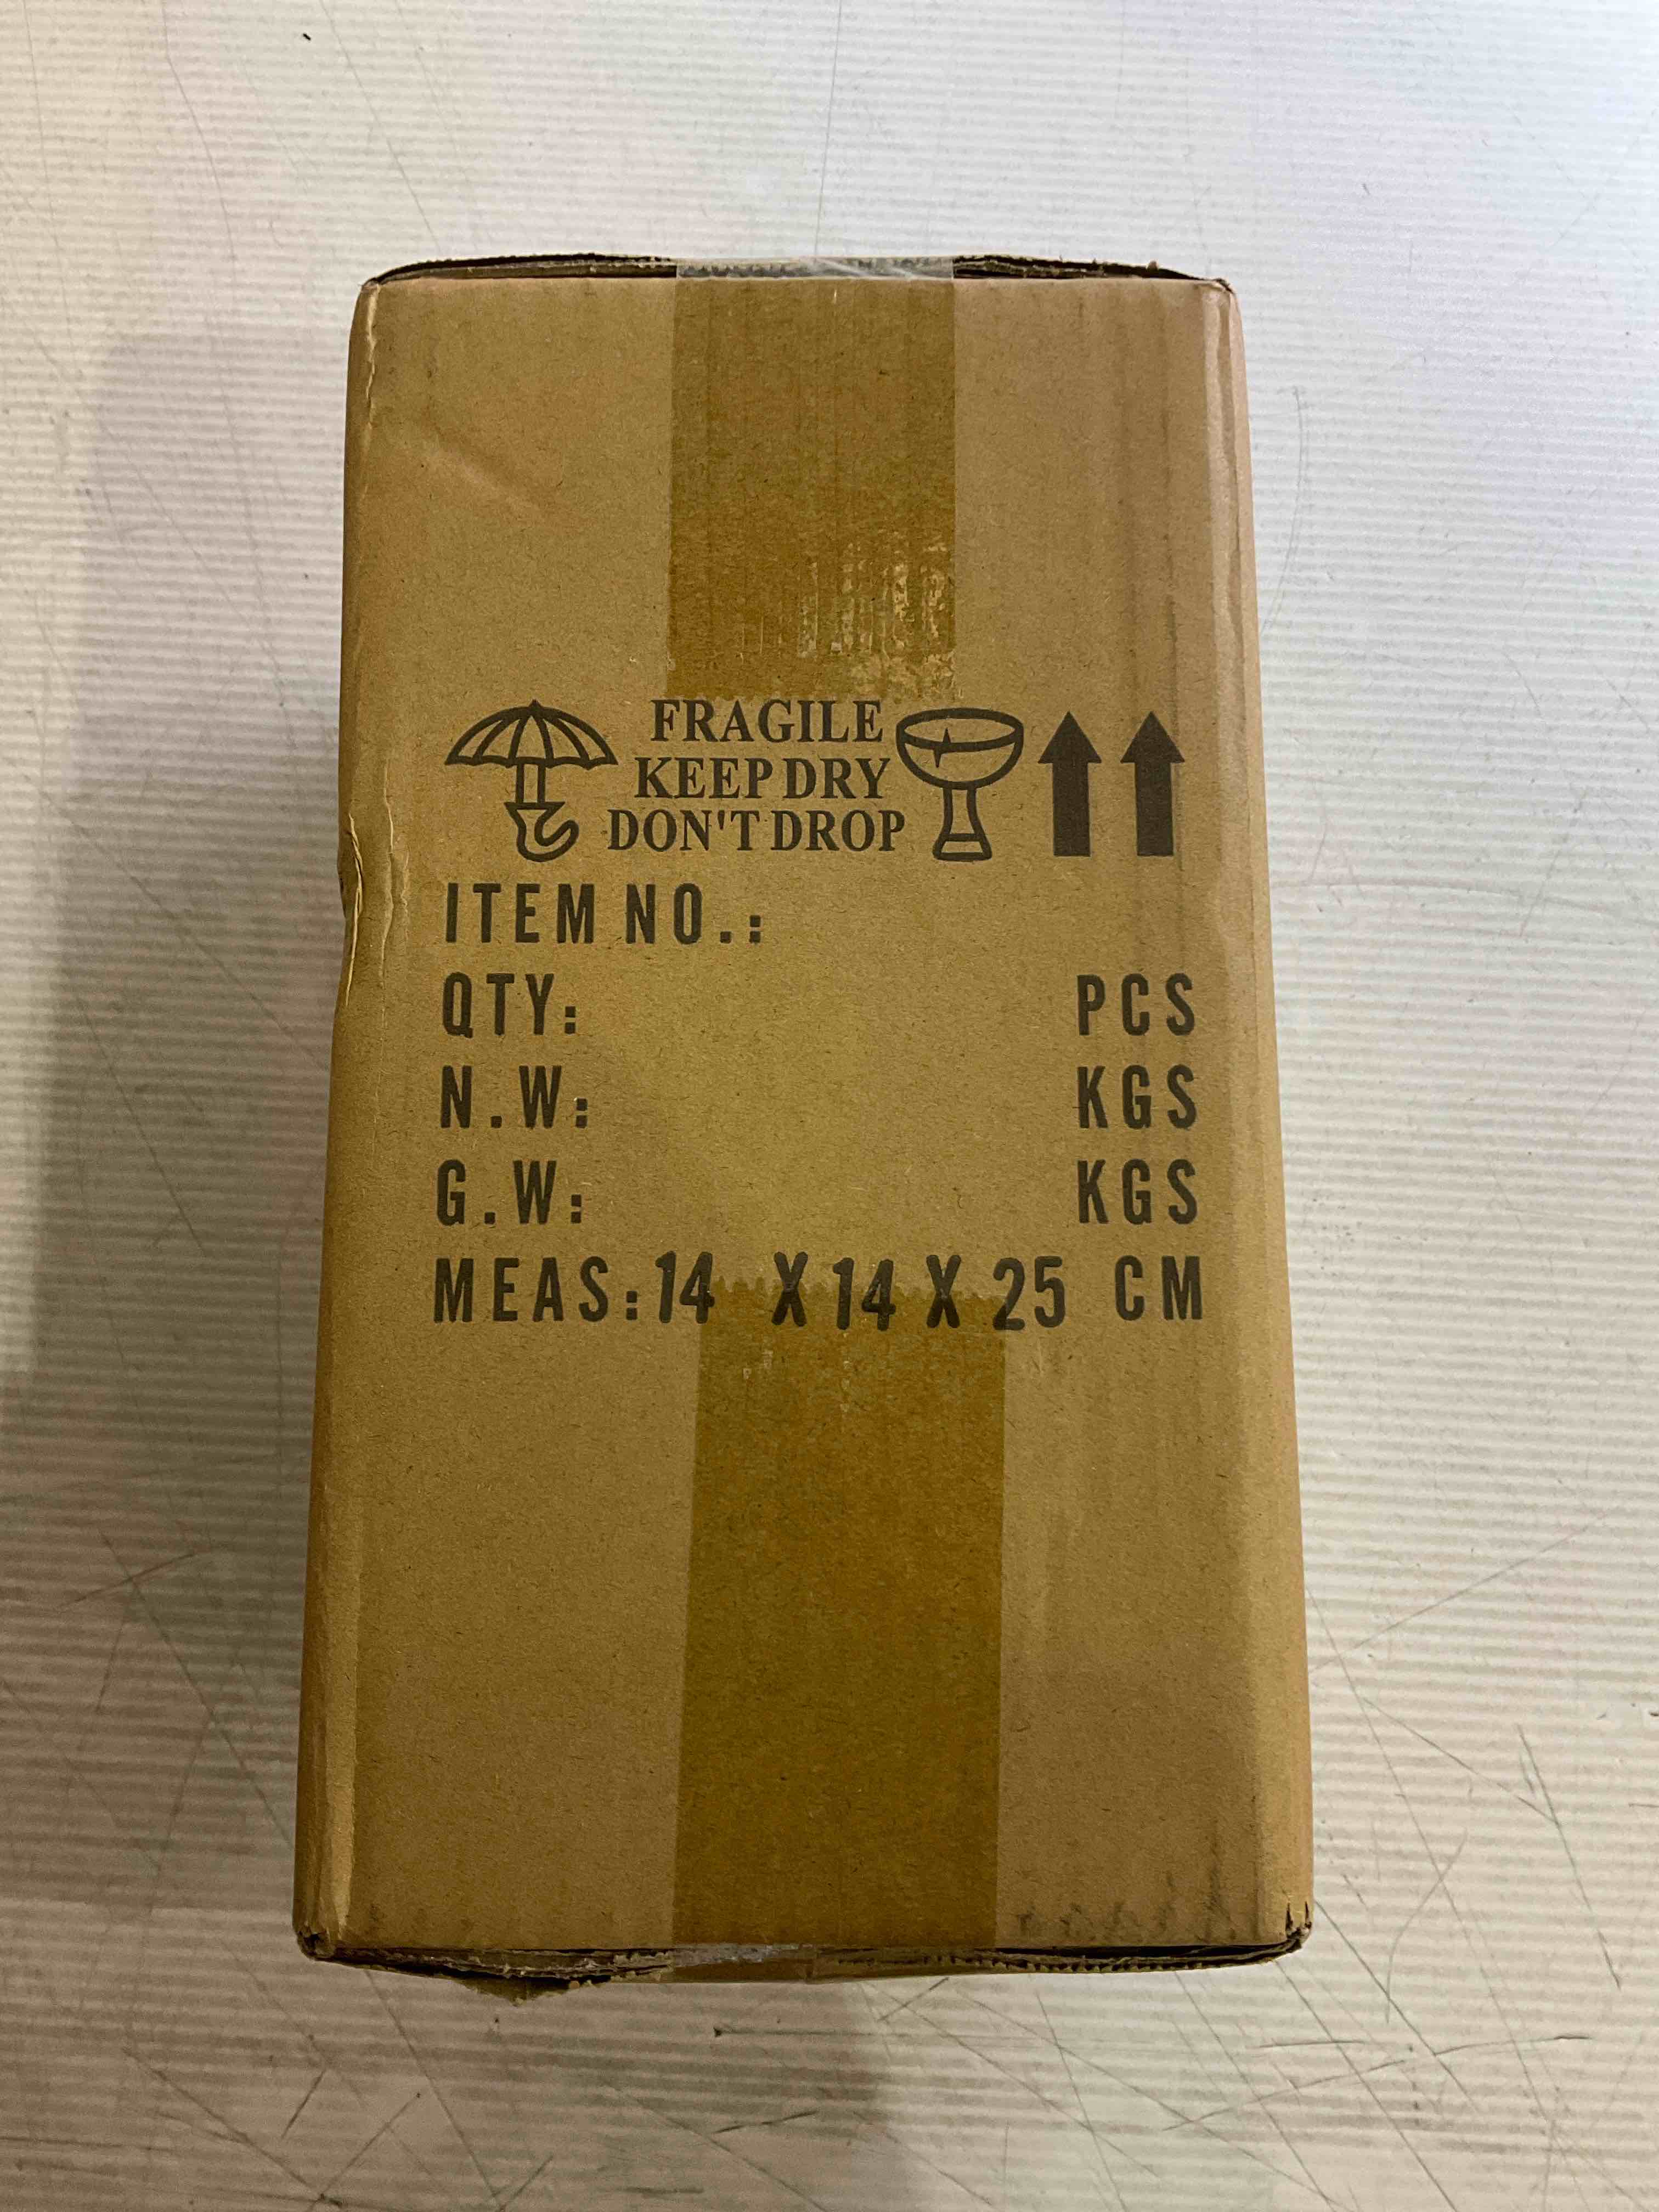 FRAGILE
KEEP DRY
DON'T DROP
ITEM NO.:
QTY: PCS
N.W: KGS
G.W: KGS
MEAS:14 X 14 X 25 CM